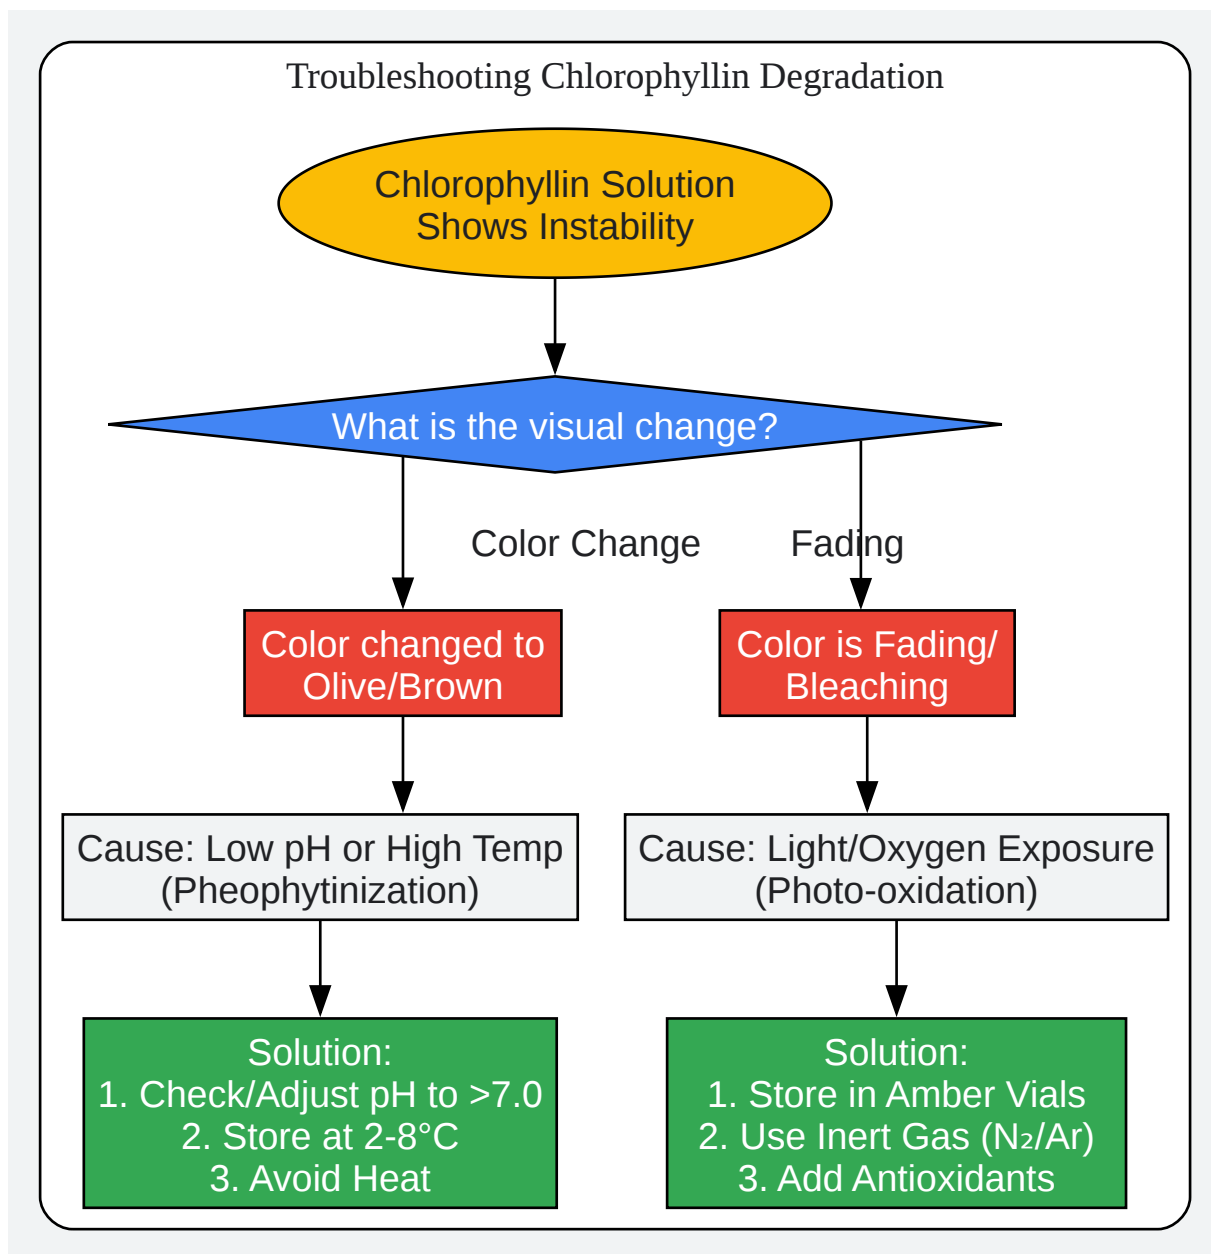 Troubleshooting Chlorophyllin Degradation
Chlorophyllin Solution
Shows Instability
What is the visual change?
Color Change
Fading
Color changed to
Olive/Brown
Color is Fading/
Bleaching
Cause: Low pH or High Temp
(Pheophytinization)
Cause: Light/Oxygen Exposure
(Photo-oxidation)
Solution:
1. Check/Adjust pH to >7.0
2. Store at 2-8°C
3. Avoid Heat
Solution:
1. Store in Amber Vials
2. Use Inert Gas (N₂/Ar)
3. Add Antioxidants